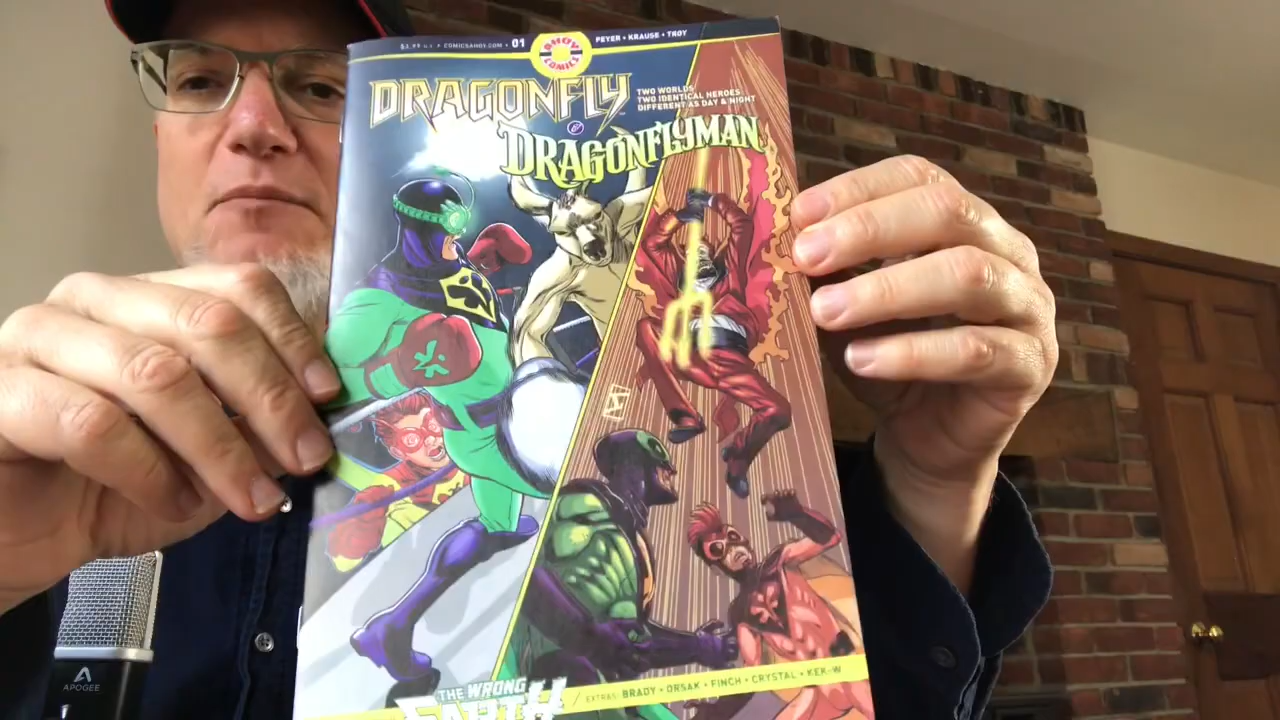 $3.99 U.S. • COMICSAHOY.COM • 01
AHOY COMICS
PEYER • KRAUSE • TROY
DRAGONFLY
&
DRAGONFLYMAN
TWO WORLDS
TWO IDENTICAL HEROES
DIFFERENT AS DAY & NIGHT
THE WRONG
EARTH
EXTRAS: BRADY • ORSAK • FINCH • CRYSTAL • KEK-W
APOGEE